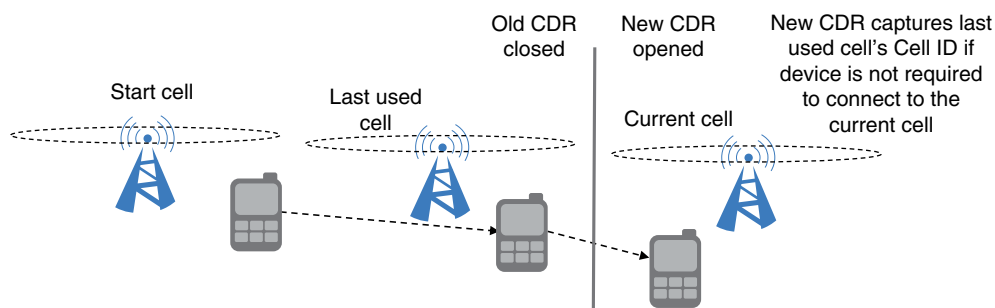 Old CDR
closed
New CDR
opened
New CDR captures last
used cell's Cell ID if
device is not required
to connect to the
current cell
Start cell
Last used
cell
Current cell